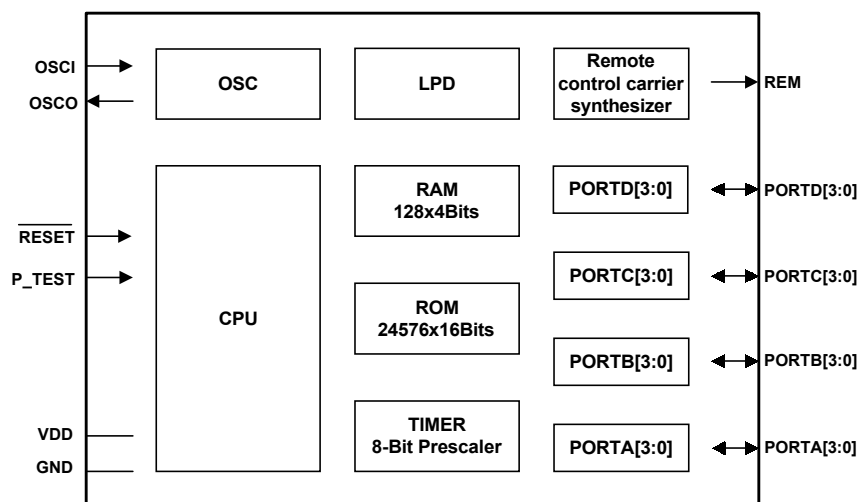 OSCI
OSCO
OSC
LPD
Remote
control carrier
synthesizer
REM
RAM
128x4Bits
PORTD[3:0]
PORTD[3:0]
RESET
P_TEST
CPU
ROM
24576x16Bits
PORTC[3:0]
PORTC[3:0]
PORTB[3:0]
PORTB[3:0]
VDD
GND
TIMER
8-Bit Prescaler
PORTA[3:0]
PORTA[3:0]